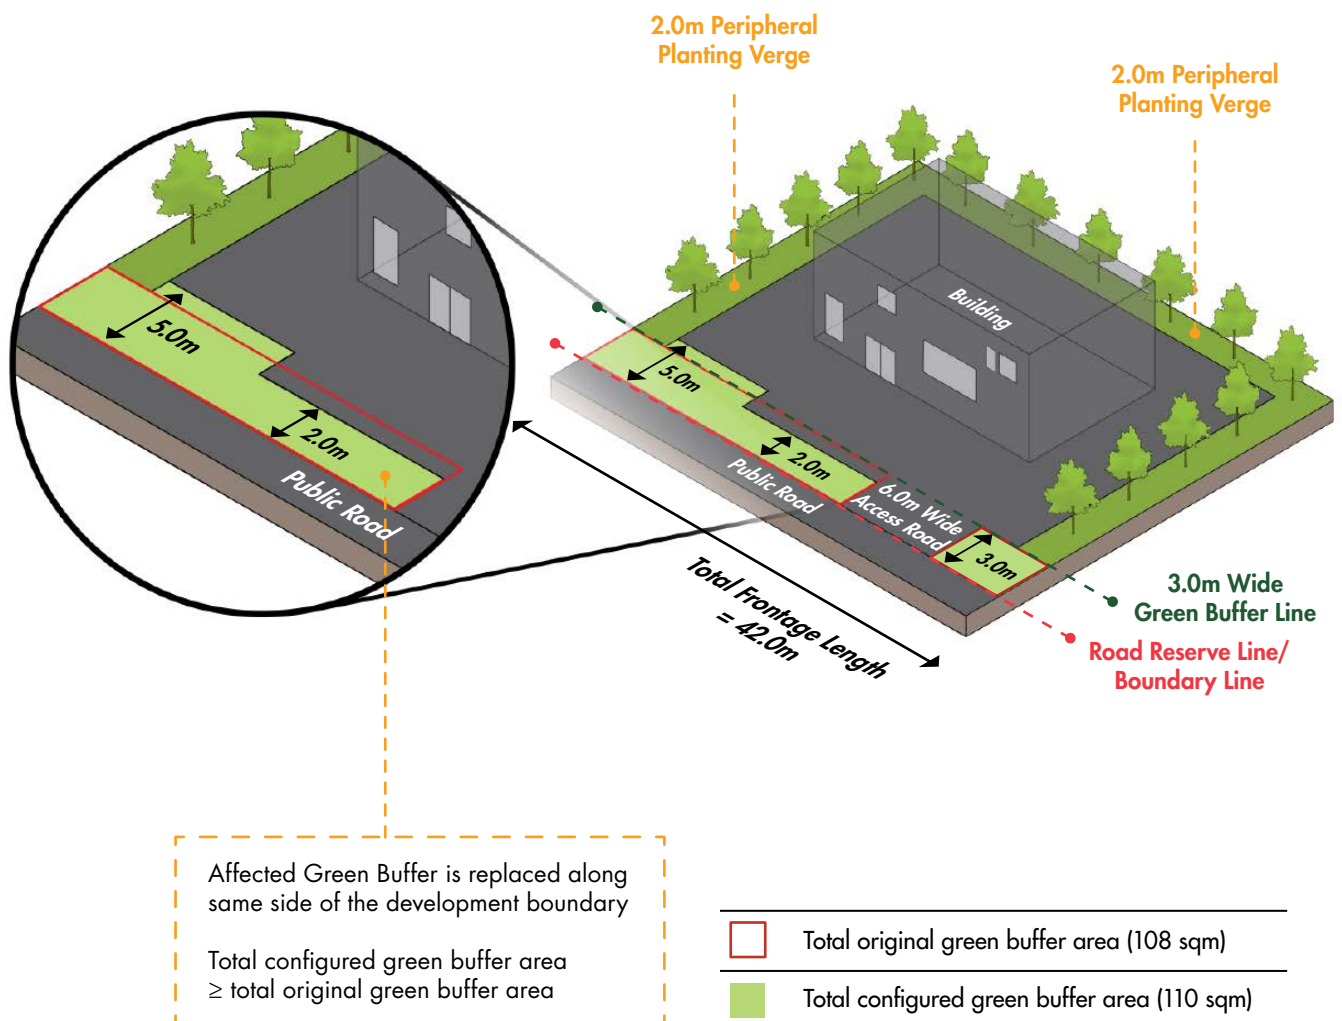 2.0m Peripheral
Planting Verge
2.0m Peripheral
Planting Verge
5.0m
2.0m
Public Road
Building
5.0m
2.0m
Public Road
6.0m Wide
Access Road
3.0m
Total Frontage Length
= 42.0m
3.0m Wide
Green Buffer Line
Road Reserve Line/
Boundary Line
Affected Green Buffer is replaced along
same side of the development boundary
Total configured green buffer area
≥ total original green buffer area
Total original green buffer area (108 sqm)
Total configured green buffer area (110 sqm)